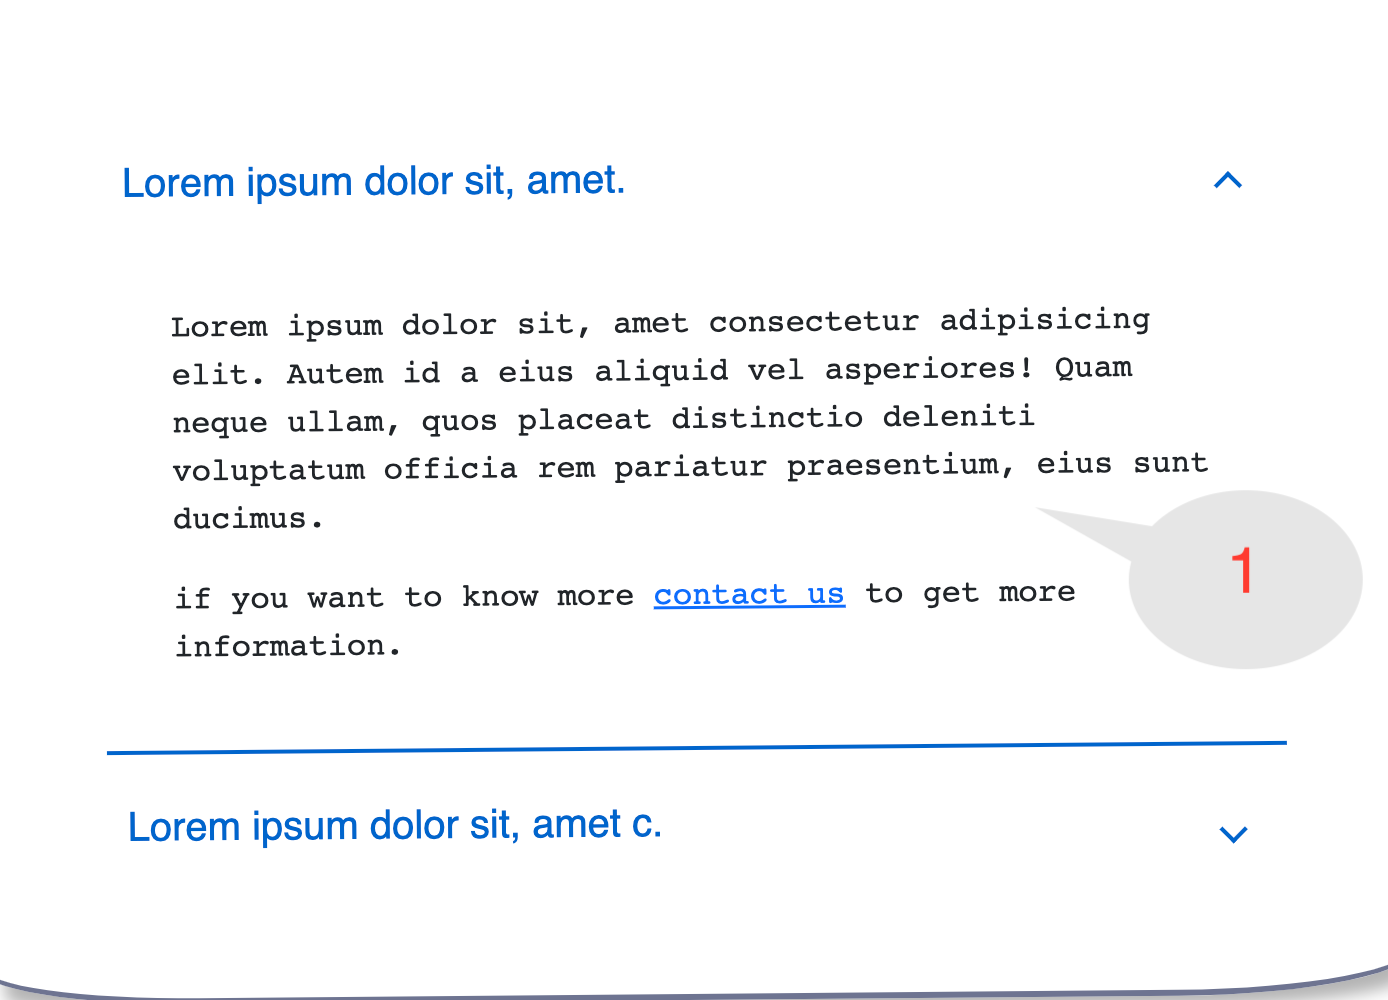 Lorem ipsum dolor sit, amet.
Lorem ipsum dolor sit, amet consectetur adipisicing
elit. Autem id a eius aliquid vel asperiores! Quam
neque ullam, quos placeat distinctio deleniti
voluptatum officia rem pariatur praesentium, eius sunt
ducimus.
1
if you want to know more contact us to get more
information.
Lorem ipsum dolor sit, amet c.